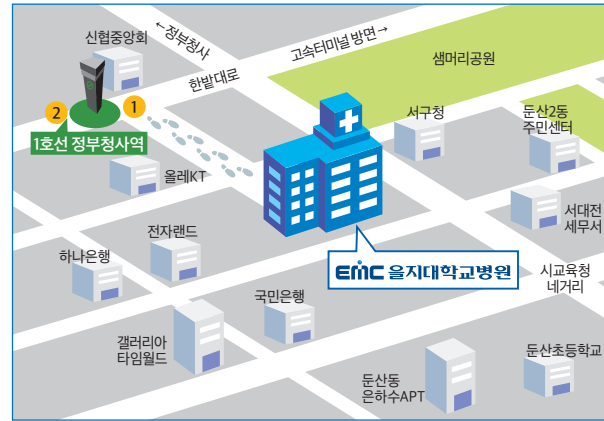 신협중앙회
←정부청사
고속터미널 방면→
한밭대로
샘머리공원
2
1
1호선 정부청사역
올레KT
서구청
둔산2동
주민센터
서대전
세무서
전자랜드
하나은행
EMC 을지대학교병원
시교육청
네거리
국민은행
갤러리아
타임월드
둔산동
은하수APT
둔산초등학교